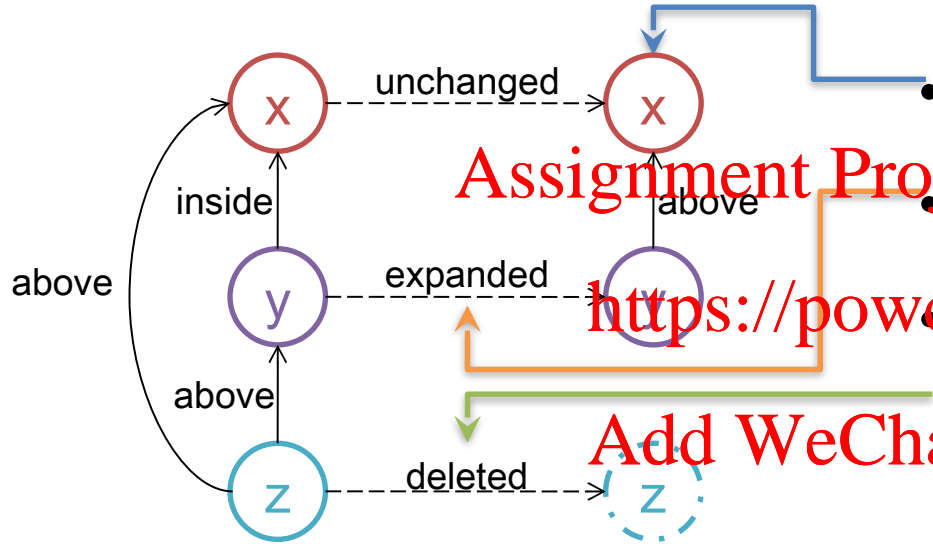 x
unchanged
x
Assignment Pro
inside
above
above
expanded
y
y
https://powe
above
Add WeCha
deleted
z
z